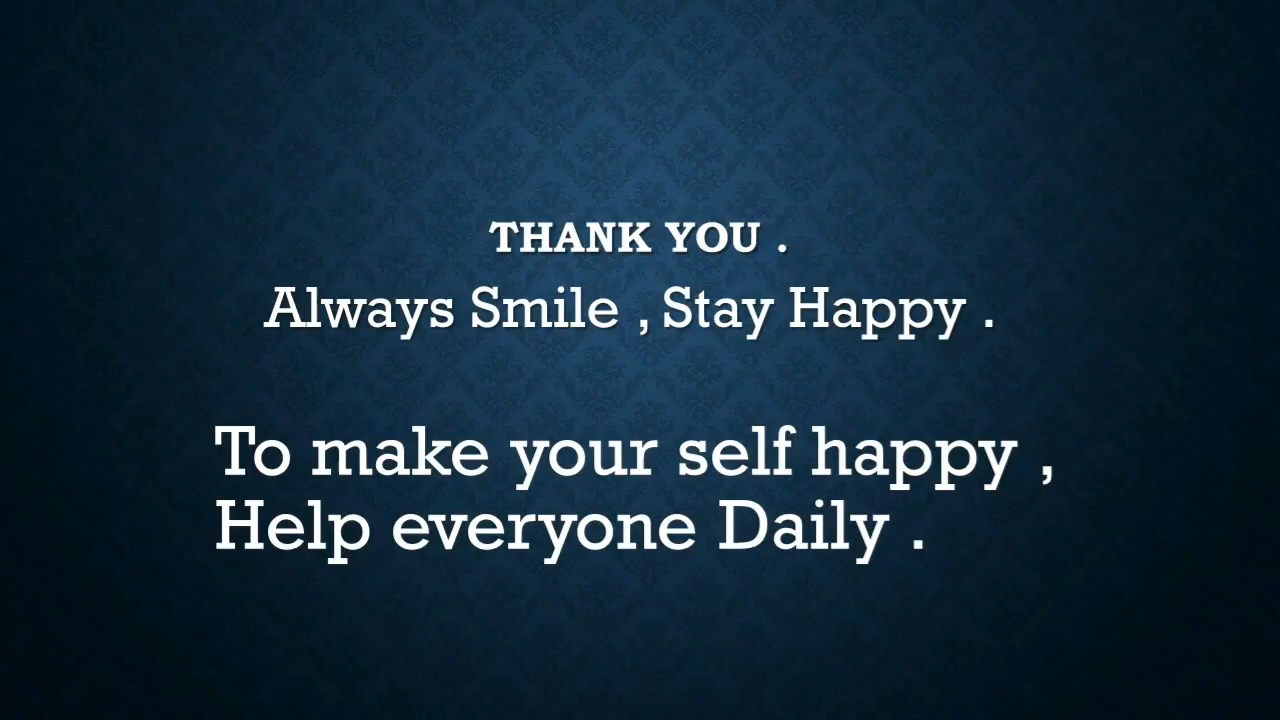 THANK YOU .
Always Smile , Stay Happy .
To make your self happy ,
Help everyone Daily .